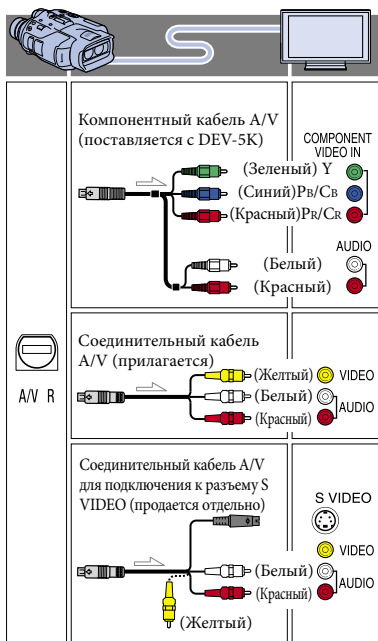 Компонентный кабель A/V
(поставляется с DEV-5K)
COMPONENT
VIDEO IN
(Зеленый) Y
(Синий)PB/CB
(Красный)PR/CR
AUDIO
(Белый)
(Красный)
A/V R
Соединительный кабель
A/V (прилагается)
(Желтый)
VIDEO
(Белый)
AUDIO
(Красный)
Соединительный кабель A/V
для подключения к разъему S
VIDEO (продается отдельно)
S VIDEO
VIDEO
(Белый)
AUDIO
(Красный)
(Желтый)